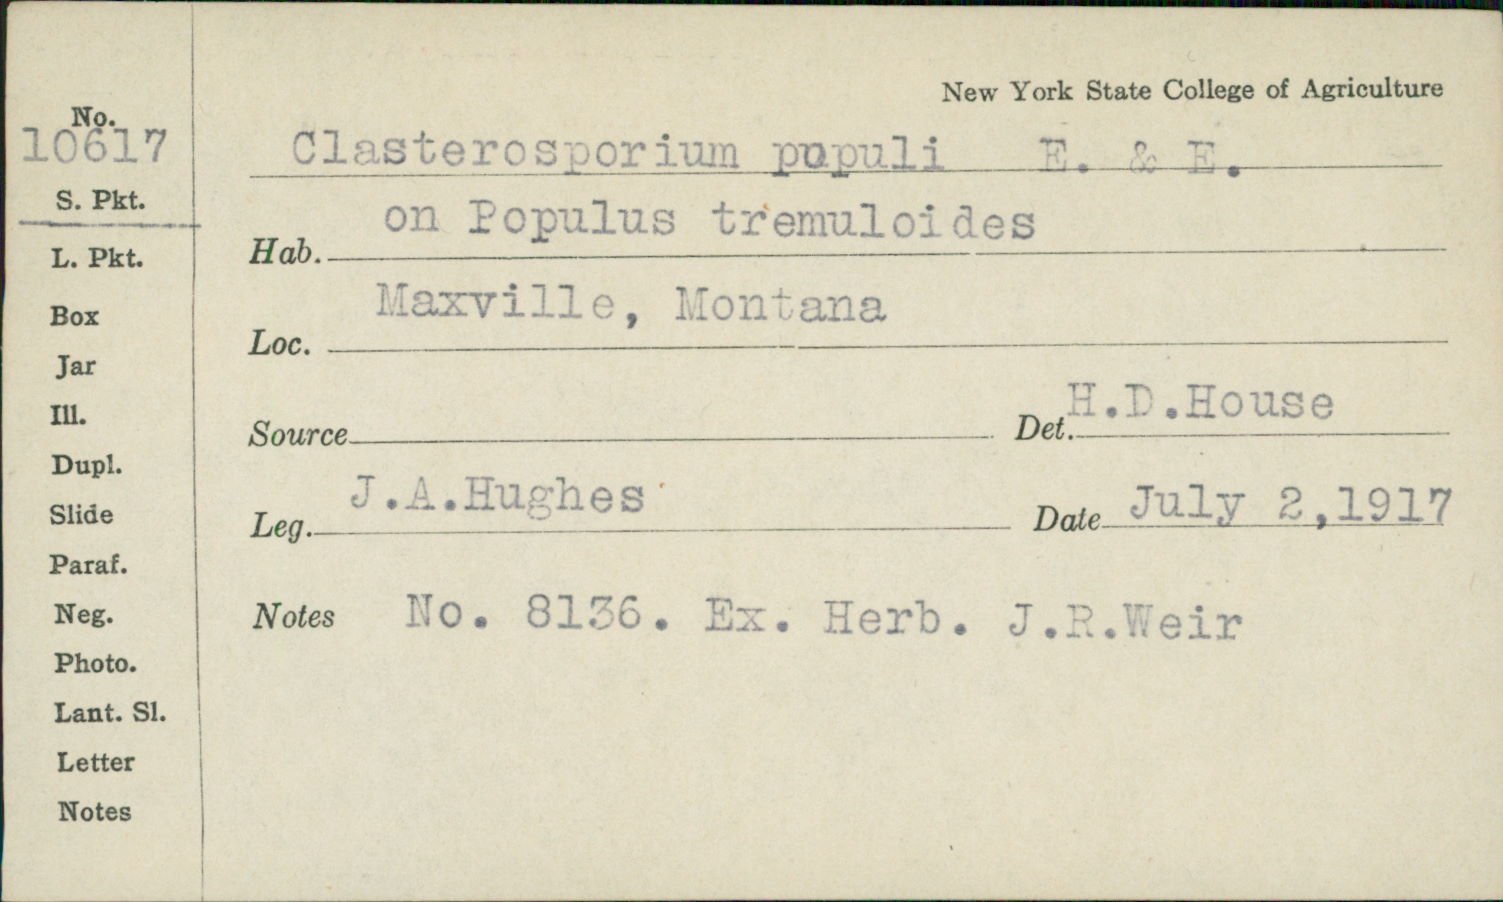 New York State College of Agriculture
No.
10617
Clasterosporium populi E. & E.
S. Pkt.
on Populus tremuloides
Hab.
L. Pkt.
Maxville, Montana
Box
Loc.
Jar
H.D.House
Ill.
Source Det.
Dupl.
J.A.Hughes July 2,1917
Slide
Leg. Date
Paraf.
Neg.
Notes No. 8136. Ex. Herb. J.R.Weir
Photo.
Lant. Sl.
Letter
Notes